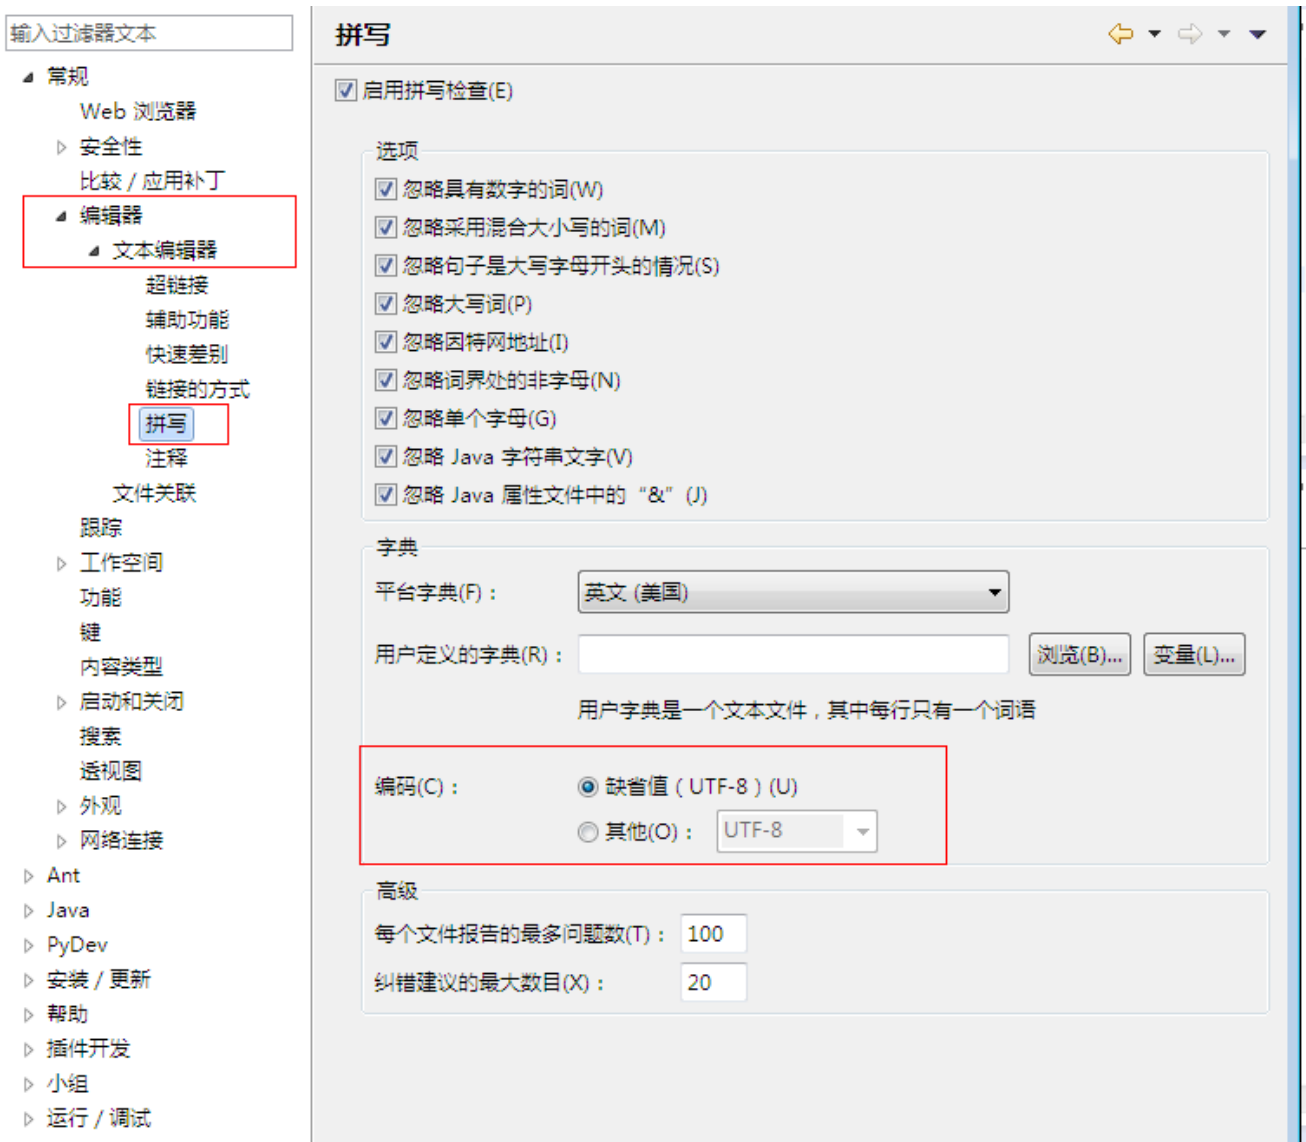 输入过滤器文本
常规
Web 浏览器
安全性
比较 / 应用补丁
编辑器
文本编辑器
超链接
辅助功能
快速差别
链接的方式
拼写
注释
文件关联
跟踪
工作空间
功能
键
内容类型
启动和关闭
搜索
透视图
外观
网络连接
Ant
Java
PyDev
安装 / 更新
帮助
插件开发
小组
运行 / 调试
拼写
启用拼写检查(E)
选项
忽略具有数字的词(W)
忽略采用混合大小写的词(M)
忽略句子是大写字母开头的情况(S)
忽略大写词(P)
忽略因特网地址(I)
忽略词界处的非字母(N)
忽略单个字母(G)
忽略 Java 字符串文字(V)
忽略 Java 属性文件中的“&”(J)
字典
平台字典(F)： 英文 (美国)
用户定义的字典(R)： 浏览(B)... 变量(L)...
用户字典是一个文本文件，其中每行只有一个词语
编码(C)： 缺省值（UTF-8）(U)
其他(O)： UTF-8
高级
每个文件报告的最多问题数(T)： 100
纠错建议的最大数目(X)： 20